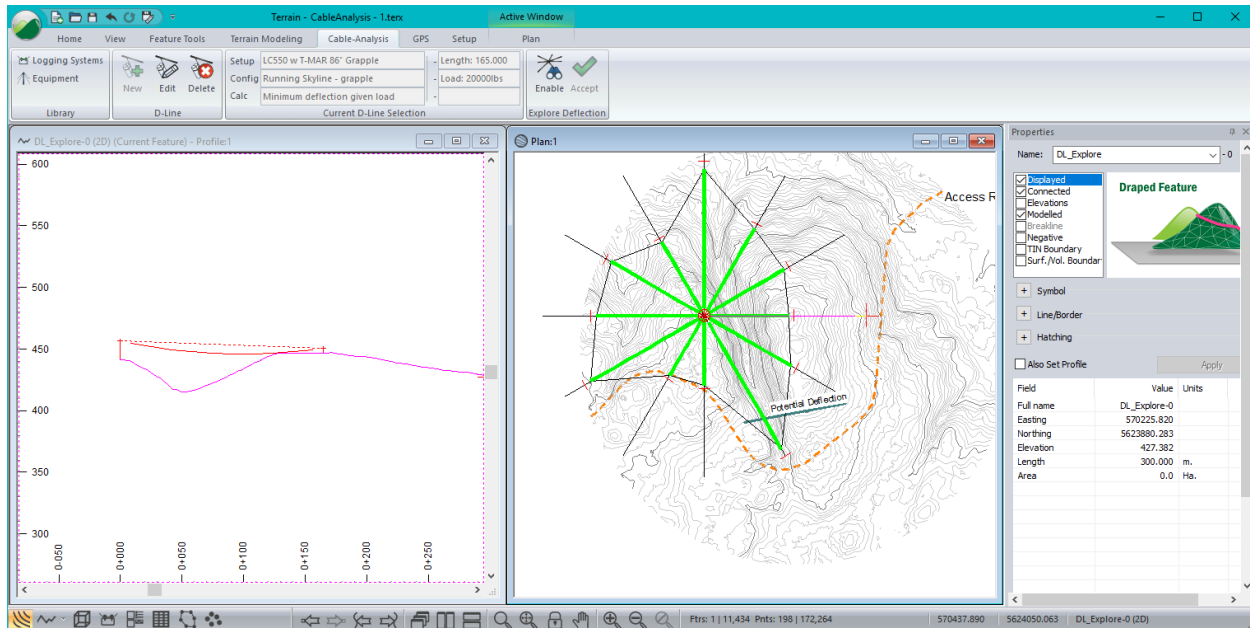 Terrain - CableAnalysis - 1.terx
Active Window
Home View Feature Tools Terrain Modeling Cable-Analysis GPS Setup Plan
Logging Systems
Equipment
Library
New Edit Delete
D-Line
Setup LC550 w T-MAR 86" Grapple - Length: 165.000
Config Running Skyline - grapple - Load: 20000lbs
Calc Minimum deflection given load -
Current D-Line Selection
Enable Accept
Explore Deflection
DL_Explore-0 (2D) (Current Feature) - Profile:1
600
550
500
450
400
350
300
0-050 0+000 0+050 0+100 0+150 0+200 0+250
Plan:1
Access R
Potential Deflection
Properties
Name: DL_Explore - 0
Displayed
Connected
Elevations
Modelled
Breakline
Negative
TIN Boundary
Surf./Vol. Boundar
Draped Feature
+ Symbol
+ Line/Border
+ Hatching
Also Set Profile Apply
Field Value Units
Full name DL_Explore-0
Easting 570225.820
Northing 5623880.283
Elevation 427.382
Length 300.000 m.
Area 0.0 Ha.
Ftrs: 1 | 11,434 Pnts: 198 | 172,264 570437.890 5624050.063 DL_Explore-0 (2D)